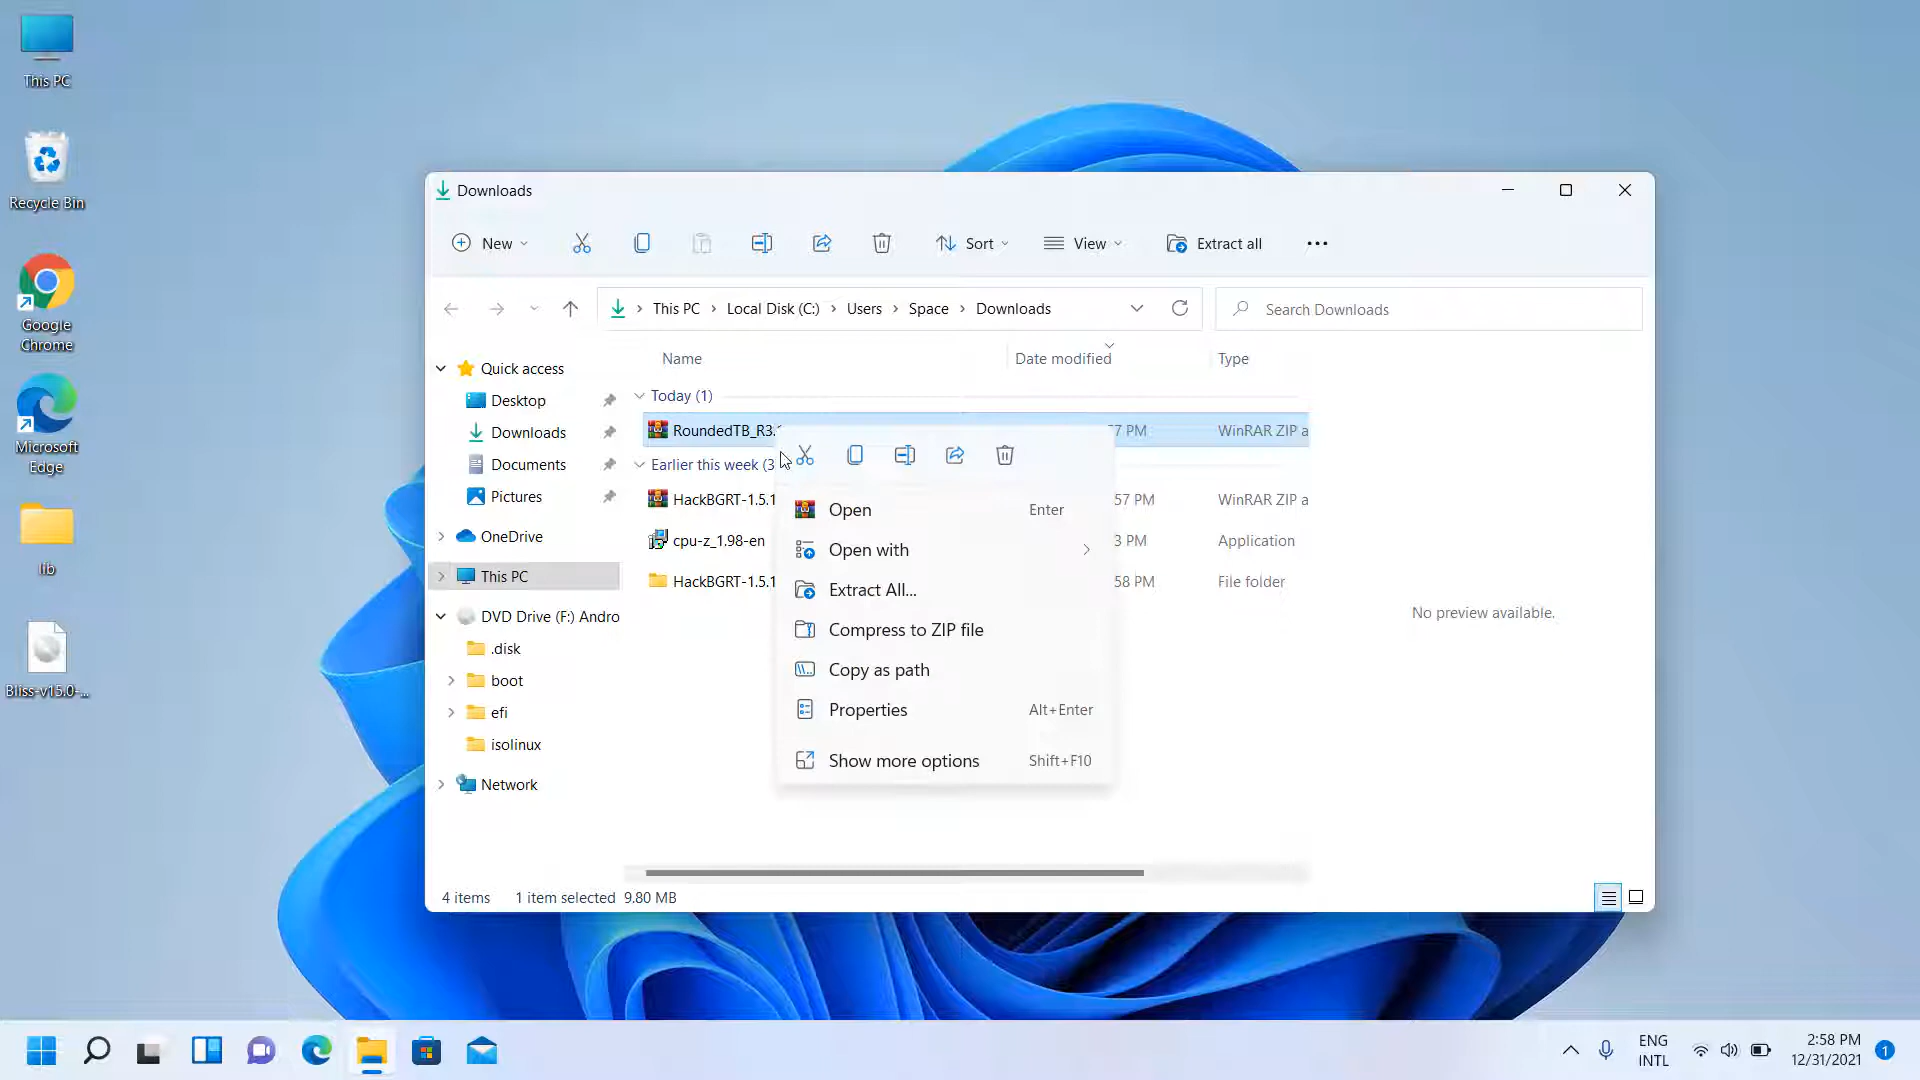 This PC
Recycle Bin
Google
Chrome
Microsoft
Edge
lib
Bliss-v15.0-...
Downloads
New
Sort
View
Extract all
This PC
Local Disk (C:)
Users
Space
Downloads
Search Downloads
Name
Date modified
Type
Quick access
Desktop
Downloads
Documents
Pictures
OneDrive
This PC
DVD Drive (F:) Andro
.disk
boot
efi
isolinux
Network
Today (1)
RoundedTB_R3.
7 PM
WinRAR ZIP a
Earlier this week (3
HackBGRT-1.5.1
57 PM
WinRAR ZIP a
cpu-z_1.98-en
3 PM
Application
HackBGRT-1.5.1
58 PM
File folder
Open
Enter
Open with
Extract All...
Compress to ZIP file
Copy as path
Properties
Alt+Enter
Show more options
Shift+F10
No preview available.
4 items
1 item selected
9.80 MB
ENG
INTL
2:58 PM
12/31/2021
1